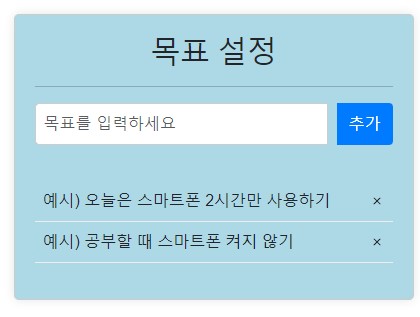 목표 설정
목표를 입력하세요 추가
예시) 오늘은 스마트폰 2시간만 사용하기 ×
예시) 공부할 때 스마트폰 켜지 않기 ×